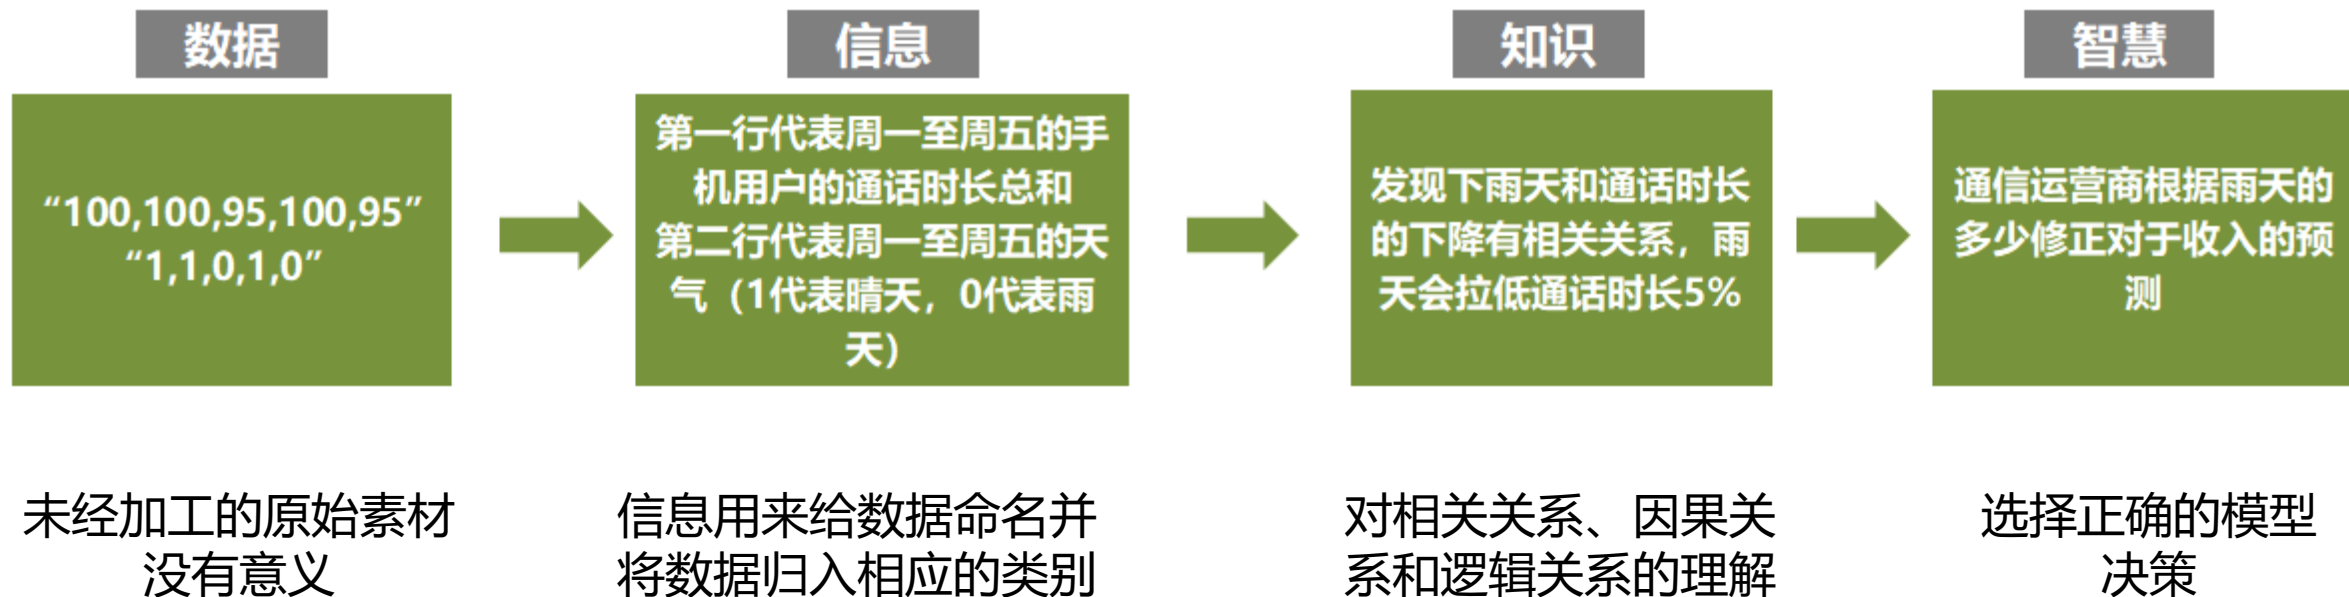 数据
“100,100,95,100,95”
“1,1,0,1,0”
未经加工的原始素材
没有意义
信息
第一行代表周一至周五的手
机用户的通话时长总和
第二行代表周一至周五的天
气（1代表晴天，0代表雨
天）
信息用来给数据命名并
将数据归入相应的类别
知识
发现下雨天和通话时长
的下降有相关关系，雨
天会拉低通话时长5%
对相关关系、因果关
系和逻辑关系的理解
智慧
通信运营商根据雨天的
多少修正对于收入的预
测
选择正确的模型
决策